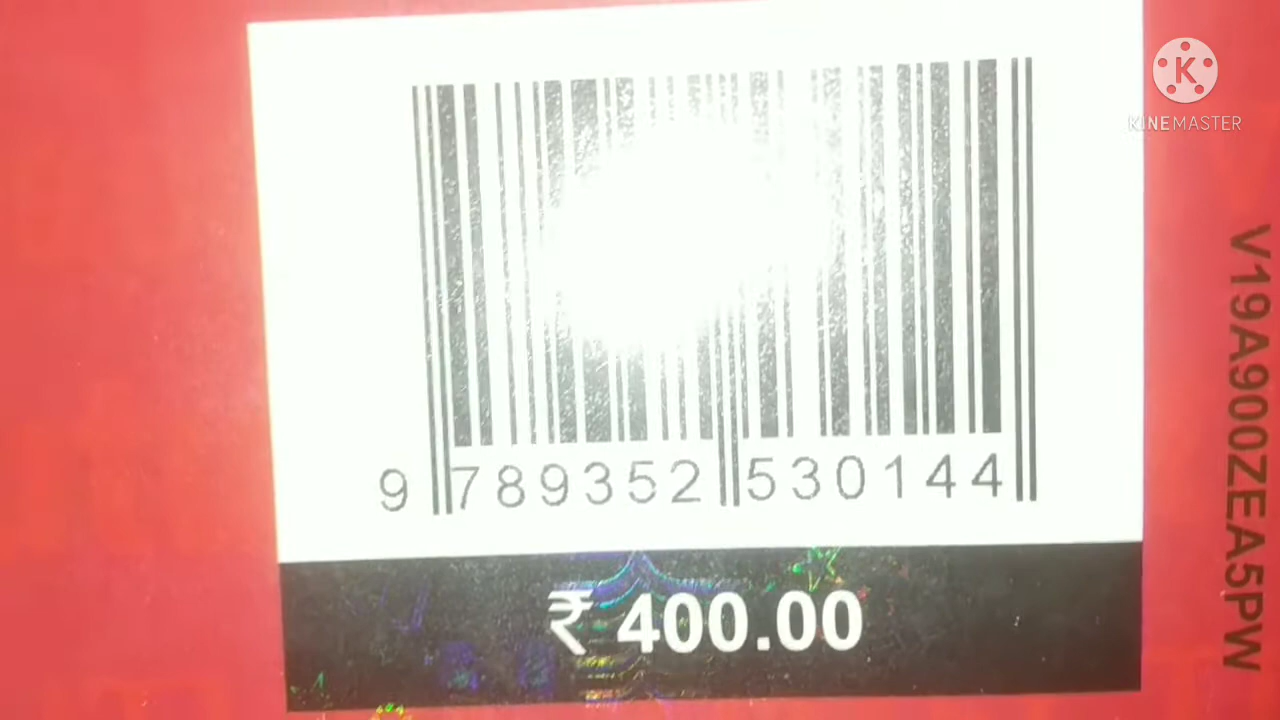 K
KINEMASTER
9 789352 530144
₹ 400.00
V19A900ZEA5PW